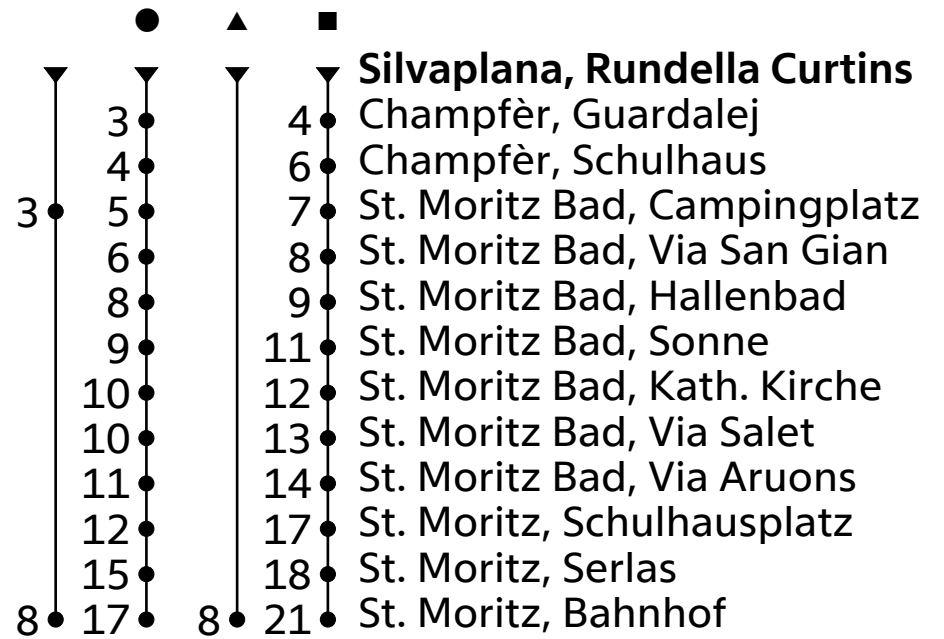 ● ▲ ■
Silvaplana, Rundella Curtins
3 4 Champfèr, Guardalej
4 6 Champfèr, Schulhaus
3 5 7 St. Moritz Bad, Campingplatz
6 8 St. Moritz Bad, Via San Gian
8 9 St. Moritz Bad, Hallenbad
9 11 St. Moritz Bad, Sonne
10 12 St. Moritz Bad, Kath. Kirche
10 13 St. Moritz Bad, Via Salet
11 14 St. Moritz Bad, Via Aruons
12 17 St. Moritz, Schulhausplatz
15 18 St. Moritz, Serlas
8 17 8 21 St. Moritz, Bahnhof